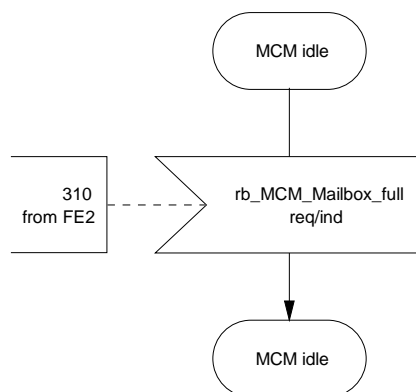 MCM idle
310
from FE2
rb_MCM_Mailbox_full
req/ind
MCM idle